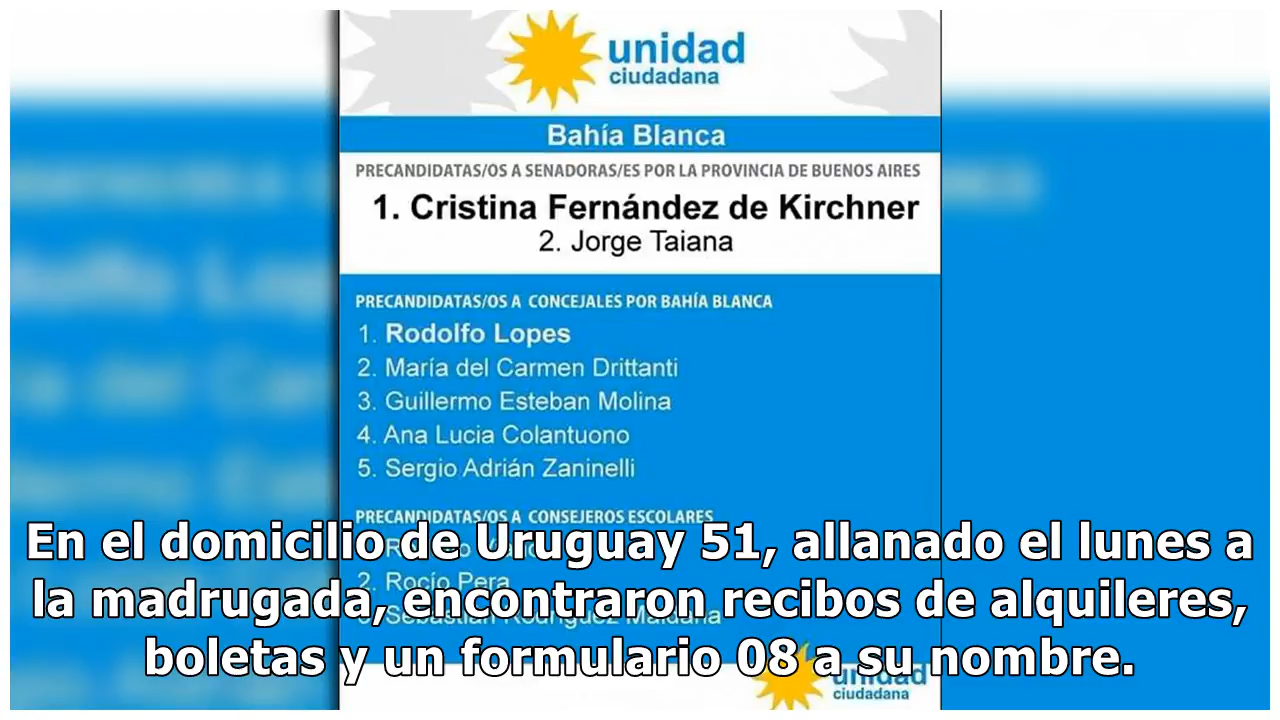 unidad
ciudadana
Bahía Blanca
PRECANDIDATAS/OS A SENADORAS/ES POR LA PROVINCIA DE BUENOS AIRES
1. Cristina Fernández de Kirchner
2. Jorge Taiana
PRECANDIDATAS/OS A CONCEJALES POR BAHÍA BLANCA
1. Rodolfo Lopes
2. María del Carmen Drittanti
3. Guillermo Esteban Molina
4. Ana Lucia Colantuono
5. Sergio Adrián Zaninelli
PRECANDIDATAS/OS A CONSEJEROS ESCOLARES
2. Rocío Pera
En el domicilio de Uruguay 51, allanado el lunes a
la madrugada, encontraron recibos de alquileres,
boletas y un formulario 08 a su nombre.
unidad
ciudadana